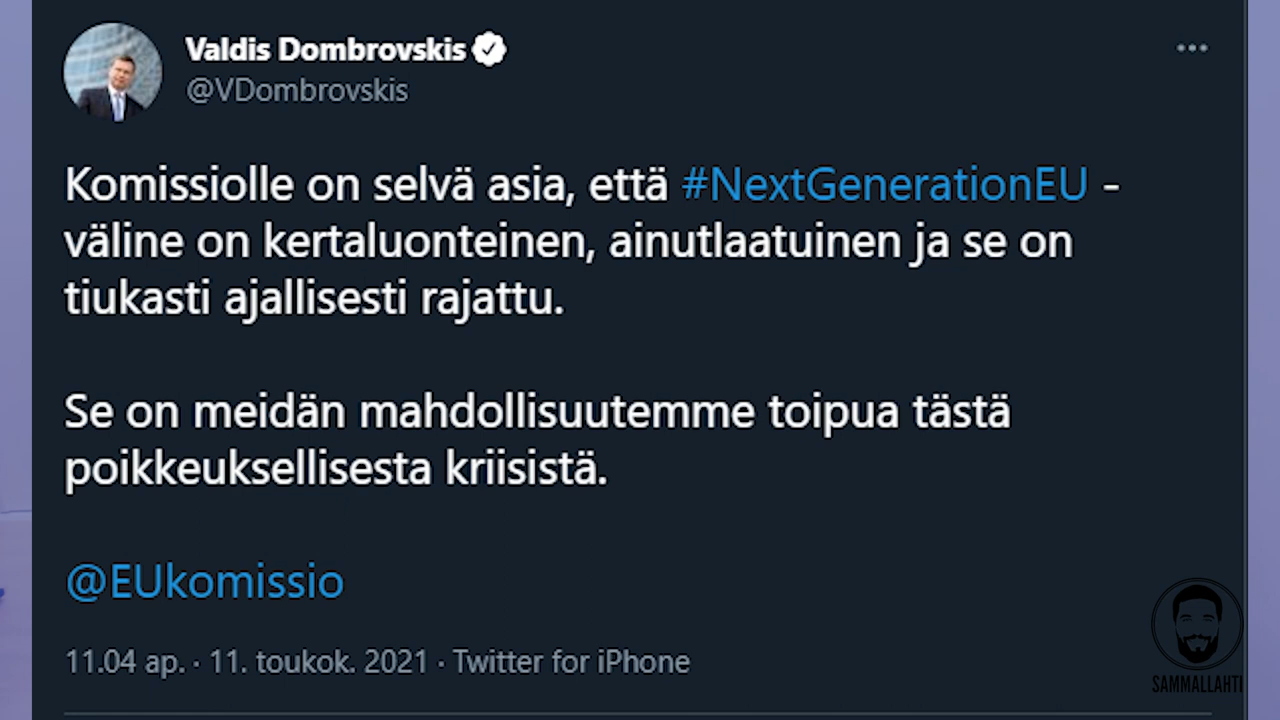 Valdis Dombrovskis
@VDombrovskis
Komissiolle on selvä asia, että #NextGenerationEU -
väline on kertaluonteinen, ainutlaatuinen ja se on
tiukasti ajallisesti rajattu.
Se on meidän mahdollisuutemme toipua tästä
poikkeuksellisesta kriisistä.
@EUkomissio
11.04 ap. · 11. toukok. 2021 · Twitter for iPhone
SAMMALLAHTI